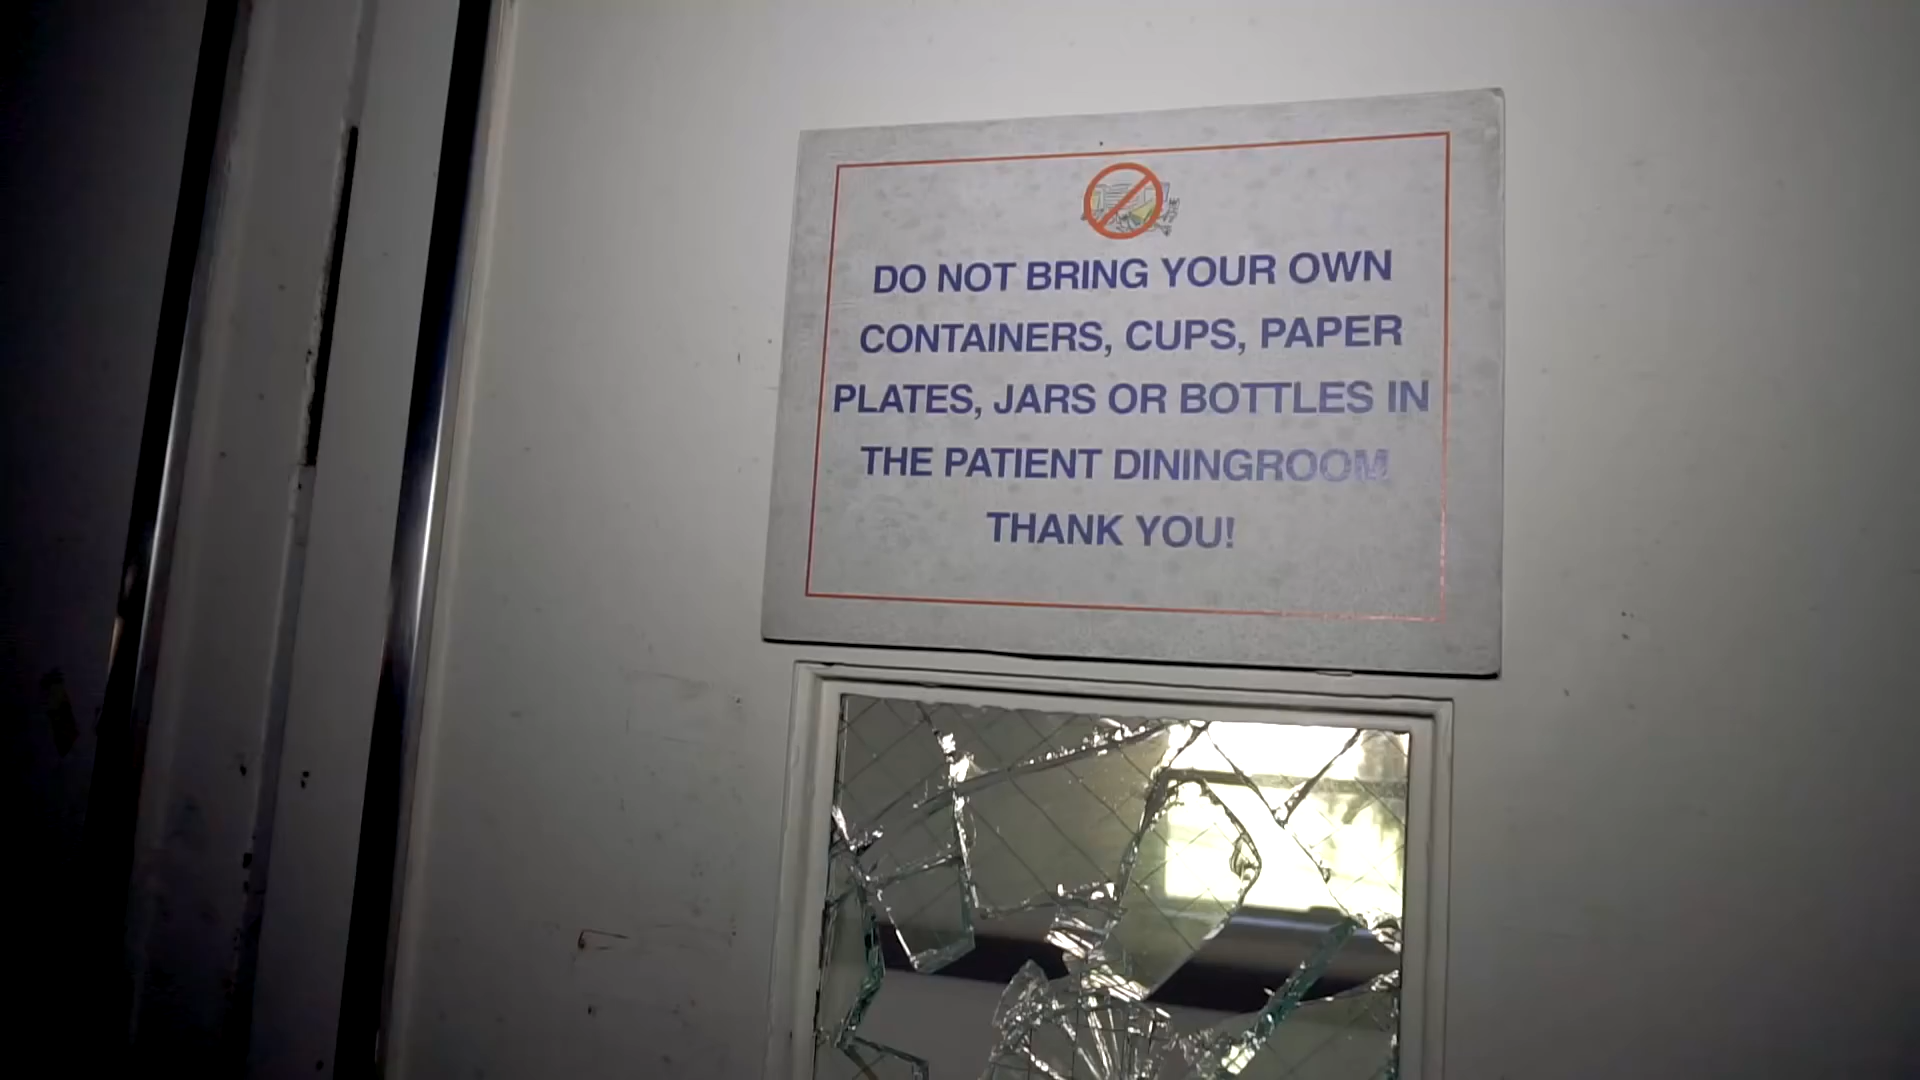 DO NOT BRING YOUR OWN
CONTAINERS, CUPS, PAPER
PLATES, JARS OR BOTTLES IN
THE PATIENT DININGROOM
THANK YOU!